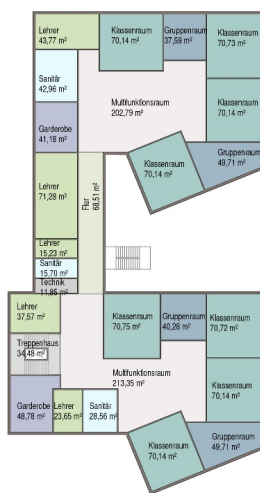 Lehrer
43,77 m²
Klassenraum
70,14 m²
Gruppenraum
37,59 m²
Klassenraum
70,73 m²
Sanitär
42,96 m²
Multifunktionsraum
202,79 m²
Klassenraum
70,14 m²
Garderobe
41,18 m²
Lehrer
71,28 m²
Flur
68,51 m²
Klassenraum
70,14 m²
Gruppenraum
49,71 m²
Lehrer
15,23 m²
Sanitär
15,70 m²
Technik
11,85 m²
Lehrer
37,57 m²
Klassenraum
70,75 m²
Gruppenraum
40,28 m²
Klassenraum
70,72 m²
Treppenhaus
34,48 m²
Multifunktionsraum
213,35 m²
Klassenraum
70,14 m²
Garderobe
48,78 m²
Lehrer
23,65 m²
Sanitär
28,56 m²
Klassenraum
70,14 m²
Gruppenraum
49,71 m²